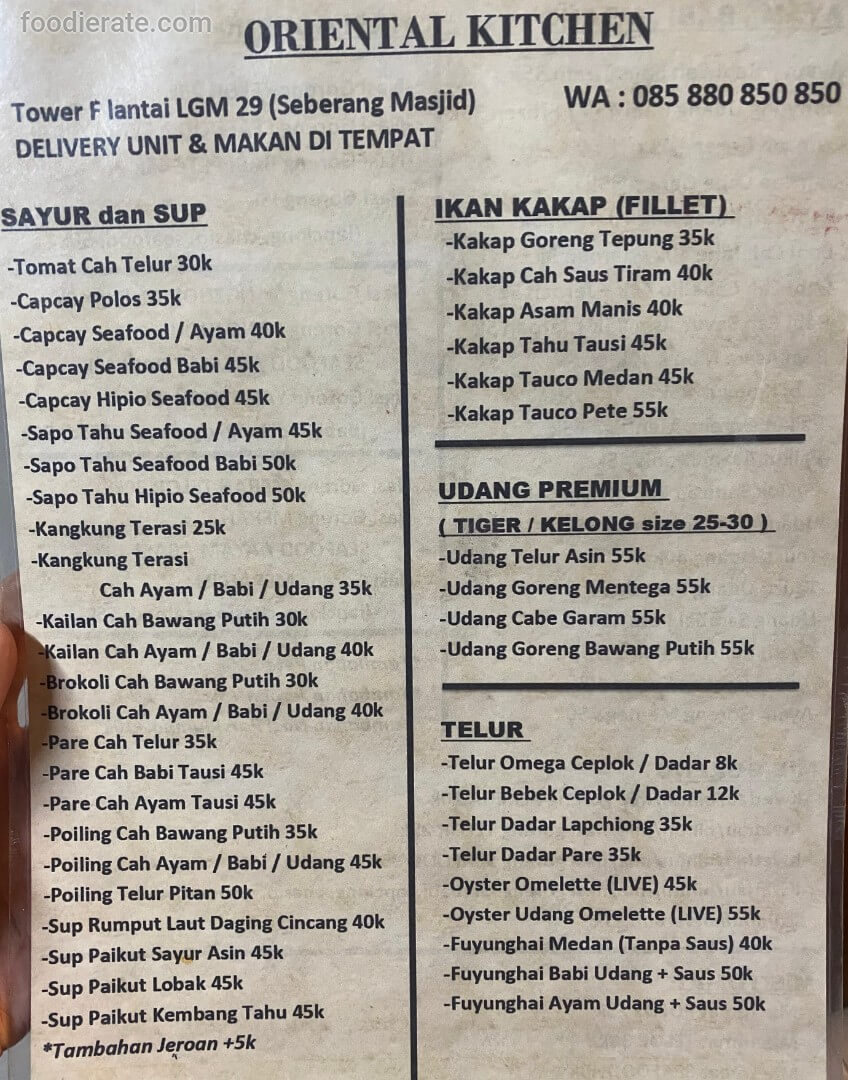 foodierate.com
ORIENTAL KITCHEN
Tower F lantai LGM 29 (Seberang Masjid)
WA : 085 880 850 850
DELIVERY UNIT & MAKAN DI TEMPAT
SAYUR dan SUP
-Tomat Cah Telur 30k
-Capcay Polos 35k
-Capcay Seafood / Ayam 40k
-Capcay Seafood Babi 45k
-Capcay Hipio Seafood 45k
-Sapo Tahu Seafood / Ayam 45k
-Sapo Tahu Seafood Babi 50k
-Sapo Tahu Hipio Seafood 50k
-Kangkung Terasi 25k
-Kangkung Terasi
Cah Ayam / Babi / Udang 35k
-Kailan Cah Bawang Putih 30k
-Kailan Cah Ayam / Babi / Udang 40k
-Brokoli Cah Bawang Putih 30k
-Brokoli Cah Ayam / Babi / Udang 40k
-Pare Cah Telur 35k
-Pare Cah Babi Tausi 45k
-Pare Cah Ayam Tausi 45k
-Poiling Cah Bawang Putih 35k
-Poiling Cah Ayam / Babi / Udang 45k
-Poiling Telur Pitan 50k
-Sup Rumput Laut Daging Cincang 40k
-Sup Paikut Sayur Asin 45k
-Sup Paikut Lobak 45k
-Sup Paikut Kembang Tahu 45k
*Tambahan Jeroan +5k
IKAN KAKAP (FILLET)
-Kakap Goreng Tepung 35k
-Kakap Cah Saus Tiram 40k
-Kakap Asam Manis 40k
-Kakap Tahu Tausi 45k
-Kakap Tauco Medan 45k
-Kakap Tauco Pete 55k
UDANG PREMIUM
( TIGER / KELONG size 25-30 )
-Udang Telur Asin 55k
-Udang Goreng Mentega 55k
-Udang Cabe Garam 55k
-Udang Goreng Bawang Putih 55k
TELUR
-Telur Omega Ceplok / Dadar 8k
-Telur Bebek Ceplok / Dadar 12k
-Telur Dadar Lapchiong 35k
-Telur Dadar Pare 35k
-Oyster Omelette (LIVE) 45k
-Oyster Udang Omelette (LIVE) 55k
-Fuyunghai Medan (Tanpa Saus) 40k
-Fuyunghai Babi Udang + Saus 50k
-Fuyunghai Ayam Udang + Saus 50k